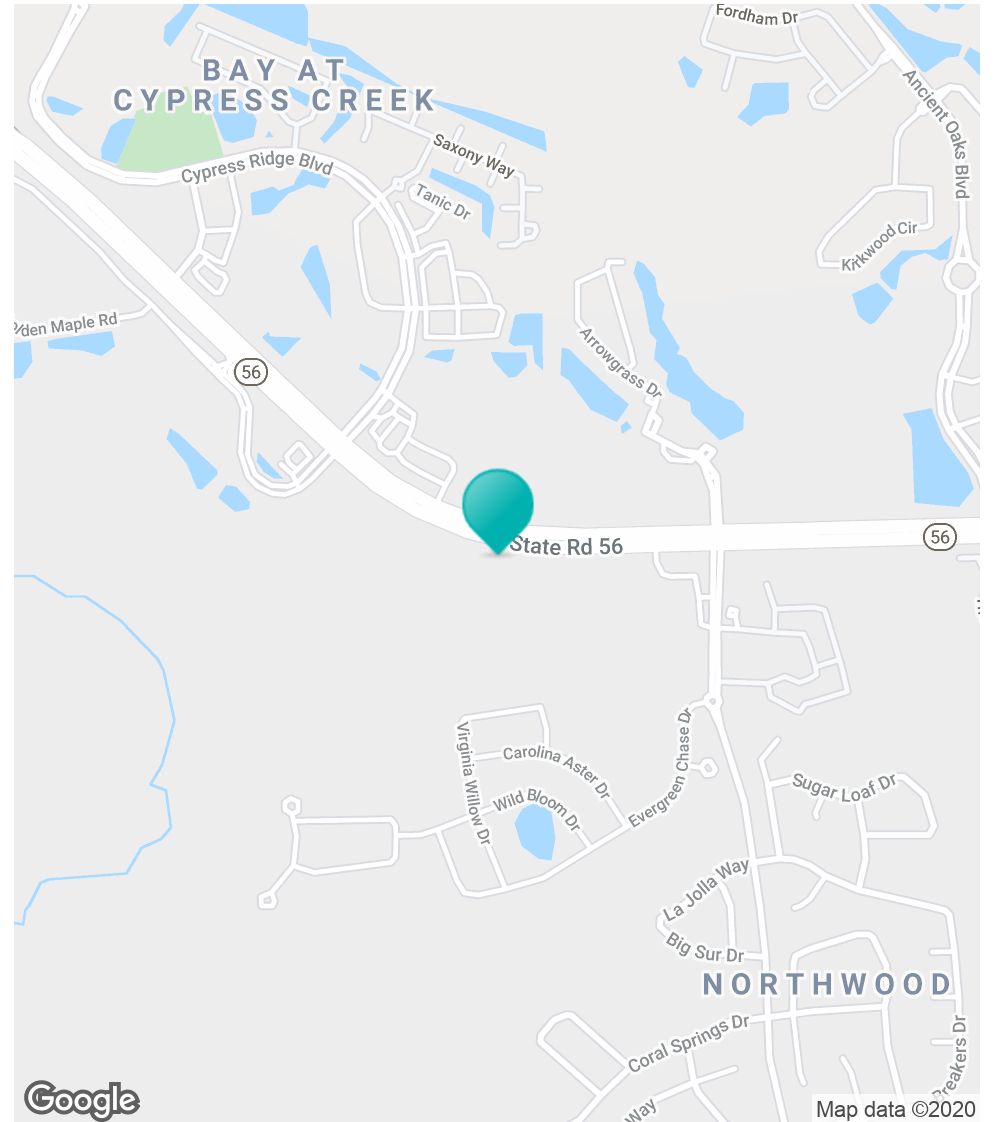 Fordham Dr
BAY AT
CYPRESS CREEK
Ancient Oaks Blvd
Saxony Way
Cypress Ridge Blvd
Tanic Dr
Kirkwood Cir
den Maple Rd
Arrowgrass Dr
56
State Rd 56
56
Virginia Willow Dr
Carolina Aster Dr
Evergreen Chase Dr
Wild Bloom Dr
Sugar Loaf Dr
La Jolla Way
Big Sur Dr
NORTHWOOD
Coral Springs Dr
Breakers Dr
Way
Google
Map data ©2020